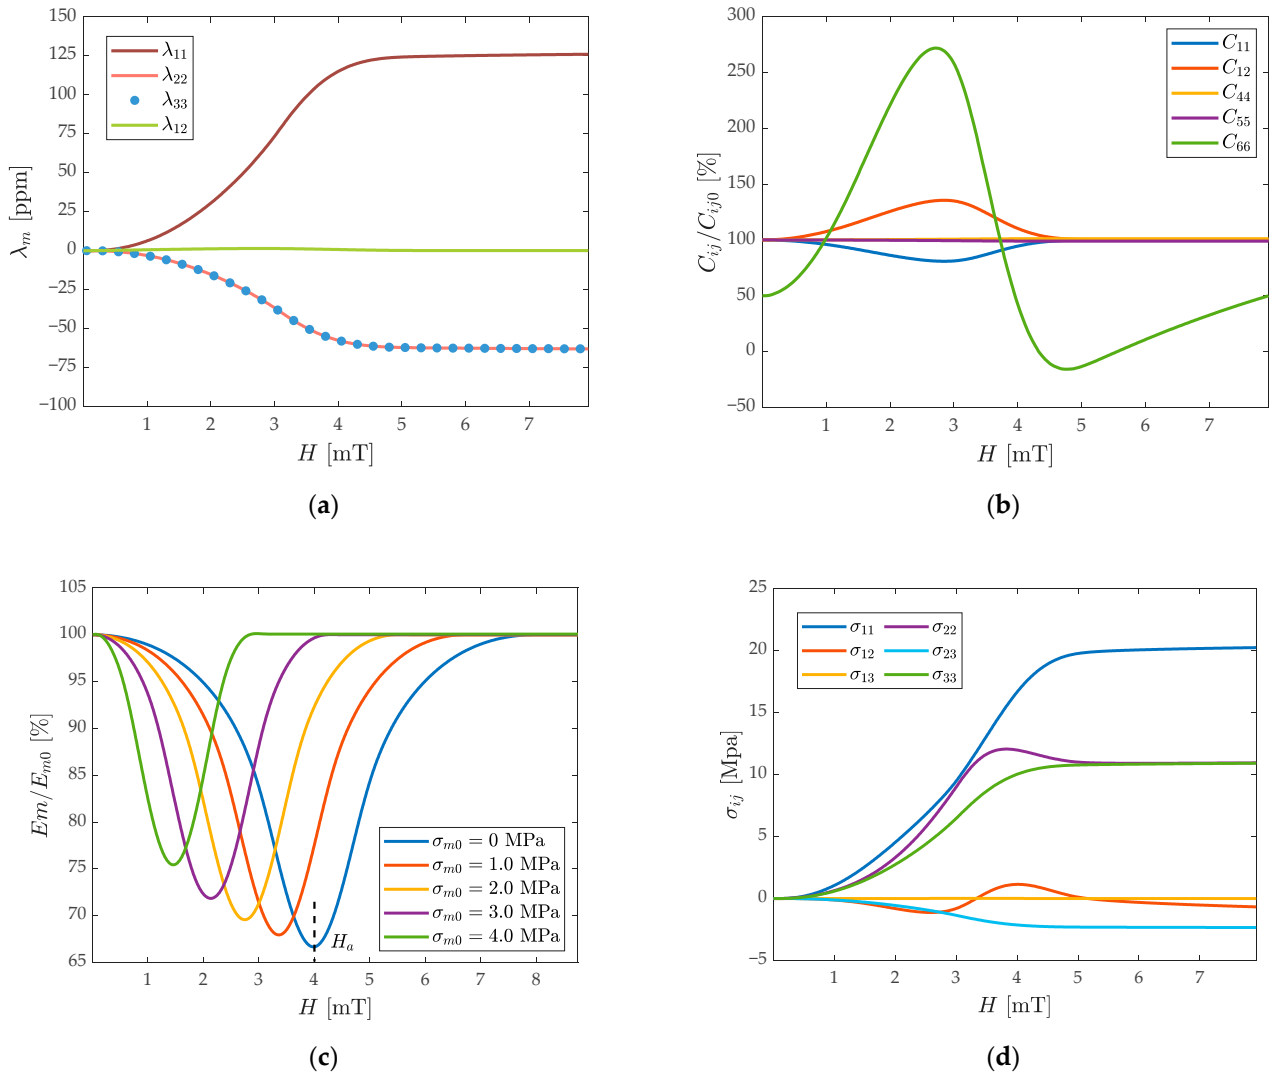 150
125
100
75
50
25
0
−25
−50
−75
−100
λ11
λ22
λ33
λ12
λm [ppm]
1 2 3 4 5 6 7
H [mT]
(a)
300
250
200
150
100
50
0
−50
C11
C12
C44
C55
C66
Cij/Cij0 [%]
1 2 3 4 5 6 7
H [mT]
(b)
105
100
95
90
85
80
75
70
65
Em/Em0 [%]
σm0 = 0 MPa
σm0 = 1.0 MPa
σm0 = 2.0 MPa
σm0 = 3.0 MPa
σm0 = 4.0 MPa
Ha
1 2 3 4 5 6 7 8
H [mT]
(c)
25
20
15
10
5
0
−5
σ11 σ22
σ12 σ23
σ13 σ33
σij [Mpa]
1 2 3 4 5 6 7
H [mT]
(d)